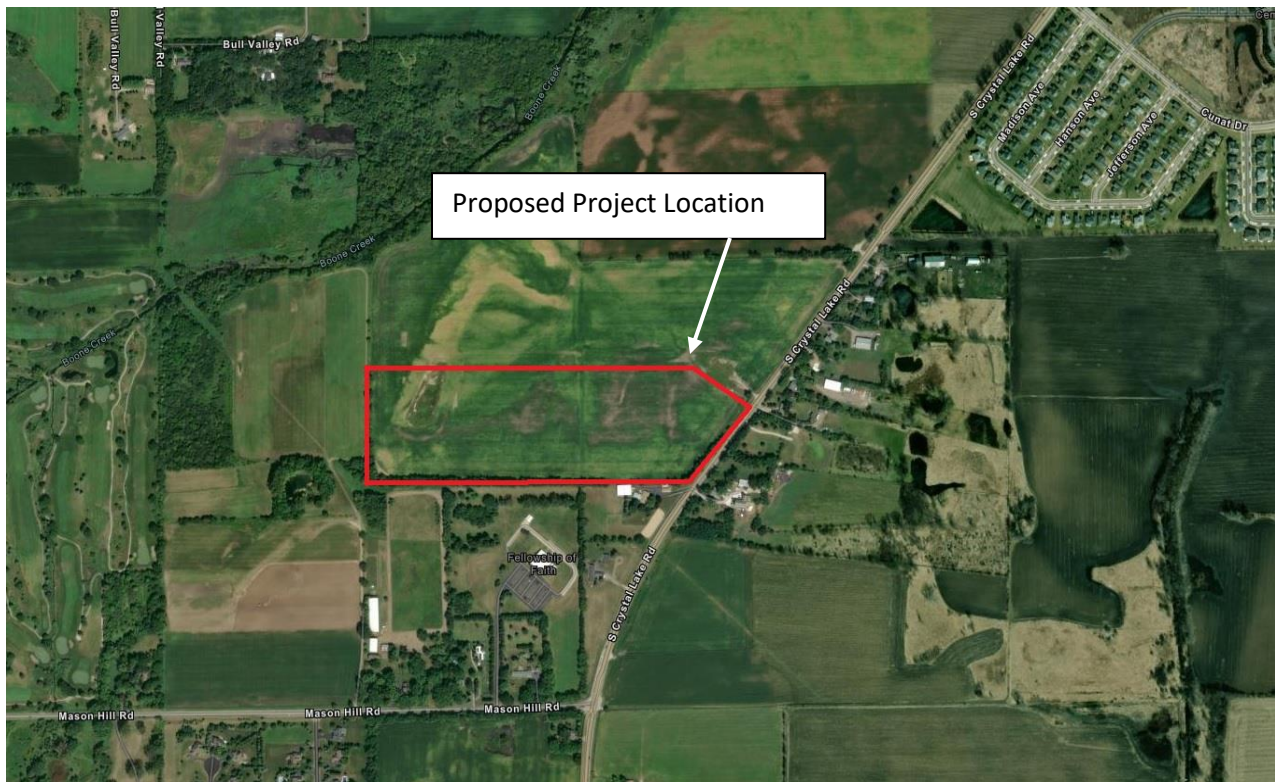 Bull Valley Rd
Valley Rd
Bull Valley Rd
S Crystal Lake Rd
Madison Ave
Hanson Ave
Jefferson Ave
Cunat Dr
Boone Creek
Proposed Project Location
Boone Creek
Boone Creek
S Crystal Lake Rd
Fellowship of
Faith
S Crystal Lake Rd
Mason Hill Rd
Mason Hill Rd
Mason Hill Rd